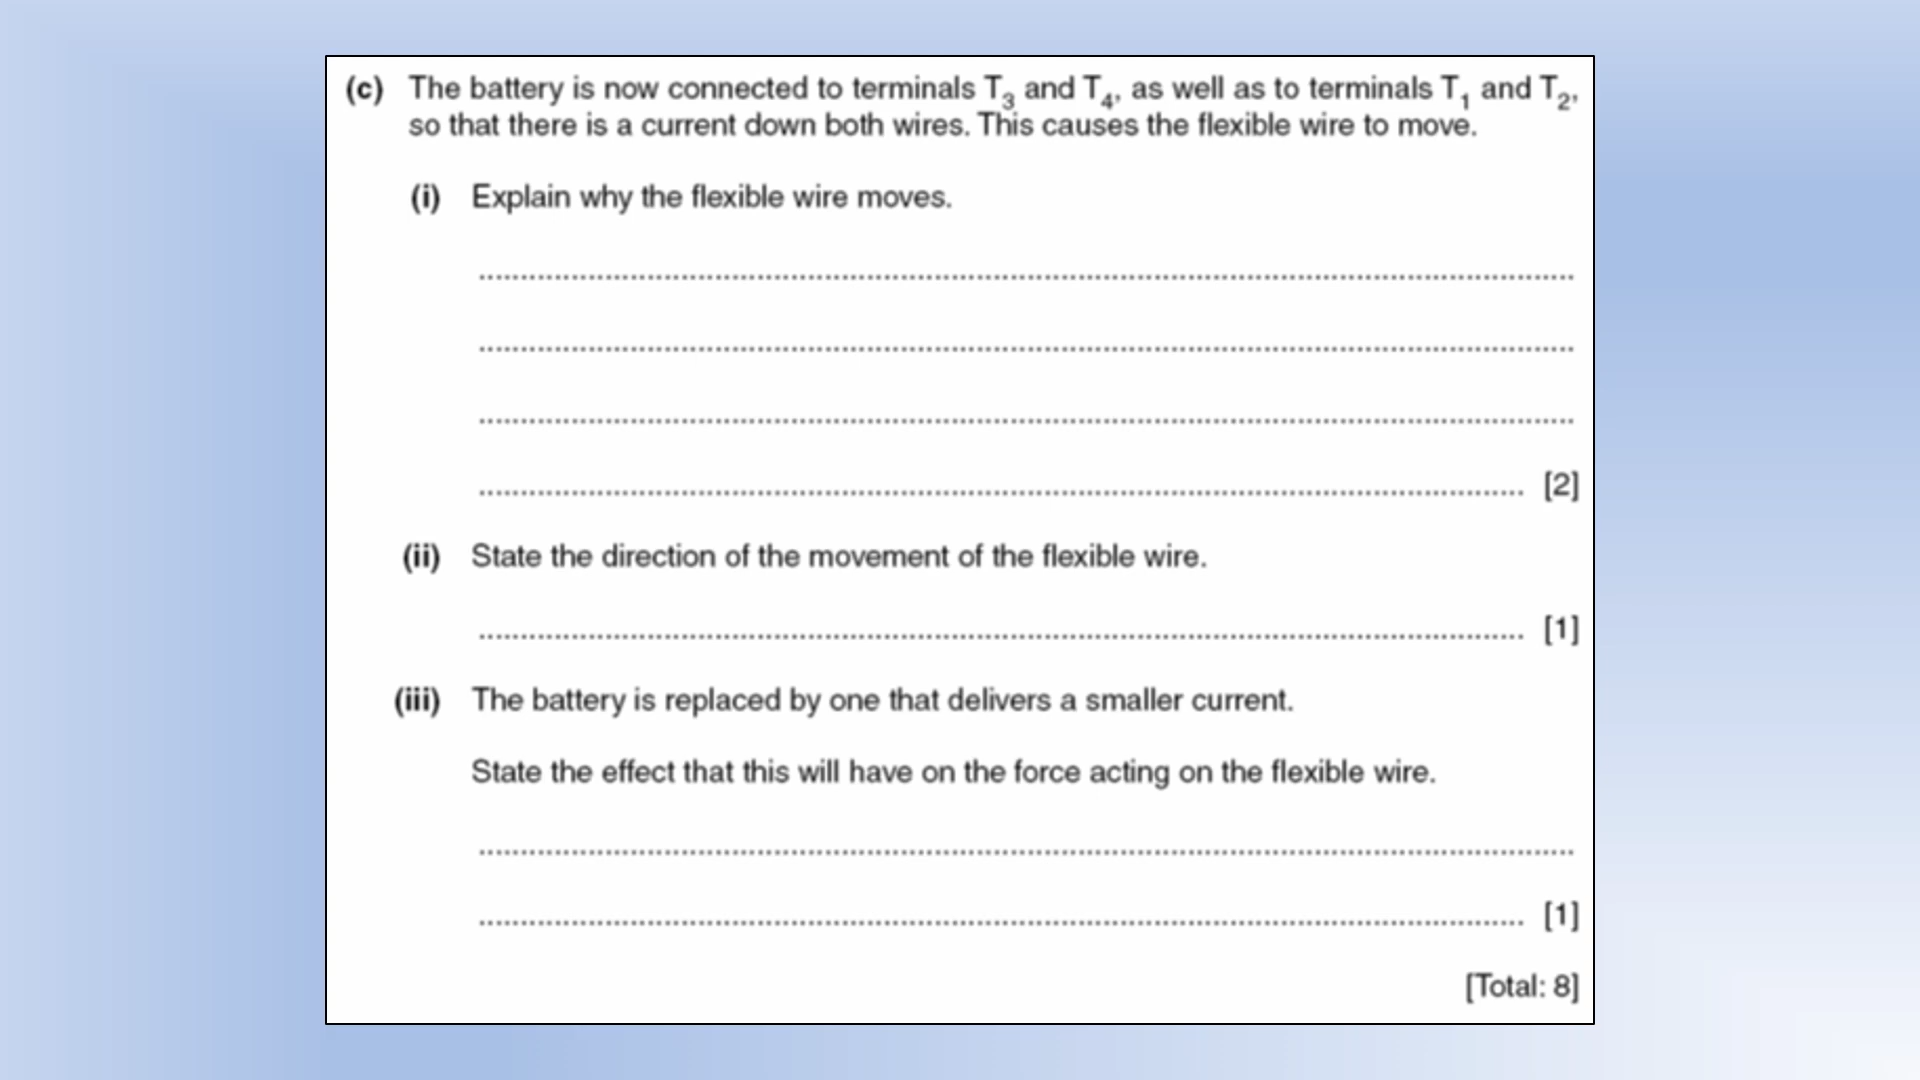 (c) The battery is now connected to terminals T3 and T4, as well as to terminals T1 and T2,
so that there is a current down both wires. This causes the flexible wire to move.
(i) Explain why the flexible wire moves.
[2]
(ii) State the direction of the movement of the flexible wire.
[1]
(iii) The battery is replaced by one that delivers a smaller current.
State the effect that this will have on the force acting on the flexible wire.
[1]
[Total: 8]